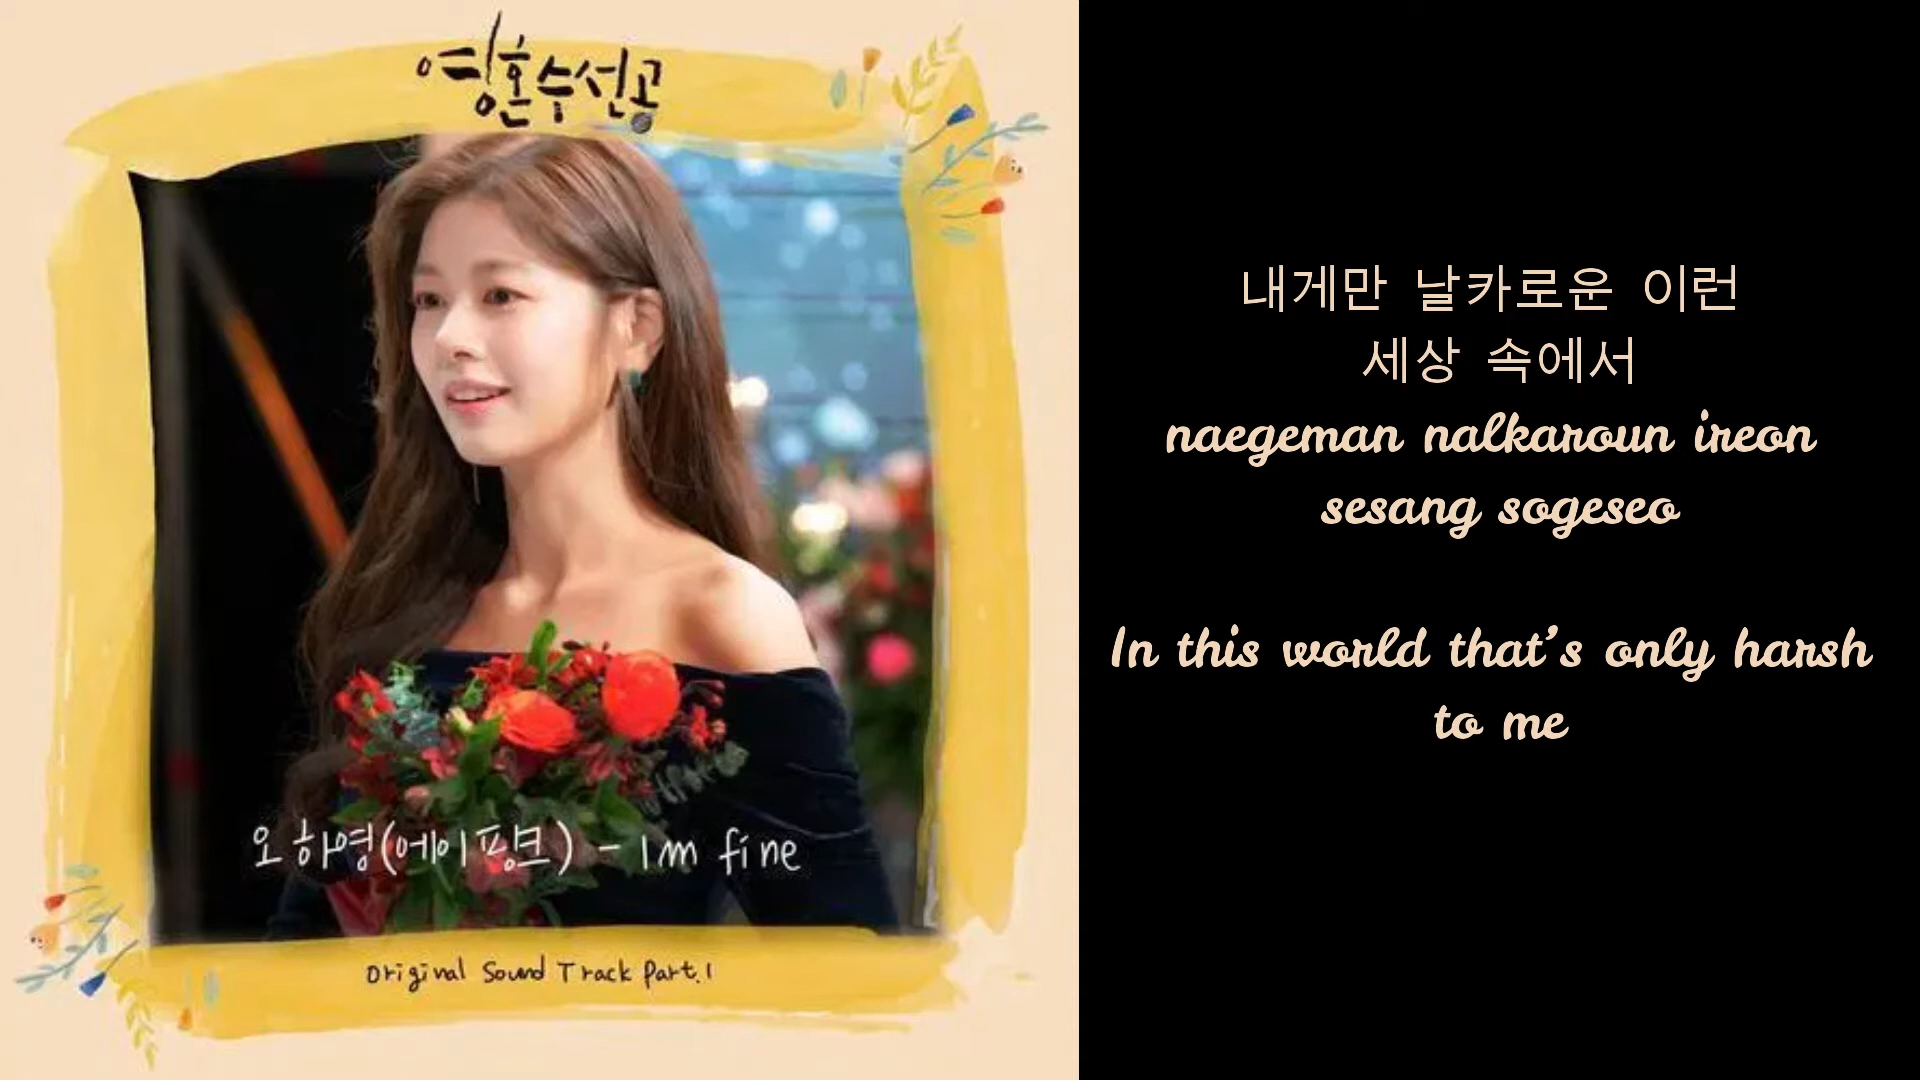 영혼수선공
오하영(에이핑크) - Im fine
Original Sound Track Part.1
내게만 날카로운 이런
세상 속에서
naegeman nalkaroun ireon
sesang sogeseo
In this world that's only harsh
to me